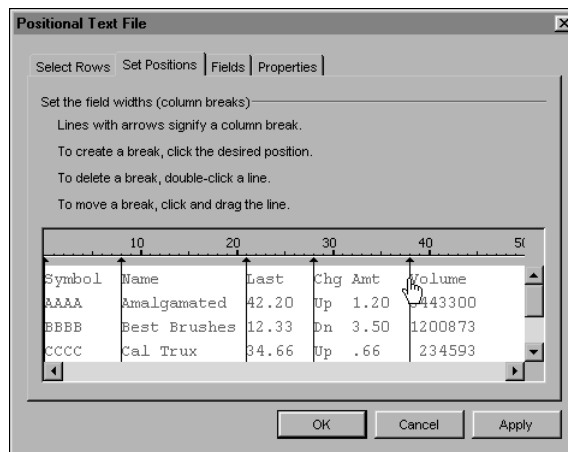 Positional Text File
Select Rows Set Positions Fields Properties
Set the field widths (column breaks)
Lines with arrows signify a column break.
To create a break, click the desired position.
To delete a break, double-click a line.
To move a break, click and drag the line.
10 20 30 40
Symbol Name Last Chg Amt Volume
AAAA Amalgamated 42.20 Up 1.20 443300
BBBB Best Brushes 12.33 Dn 3.50 1200873
CCCC Cal Trux 34.66 Up .66 234593
OK Cancel Apply